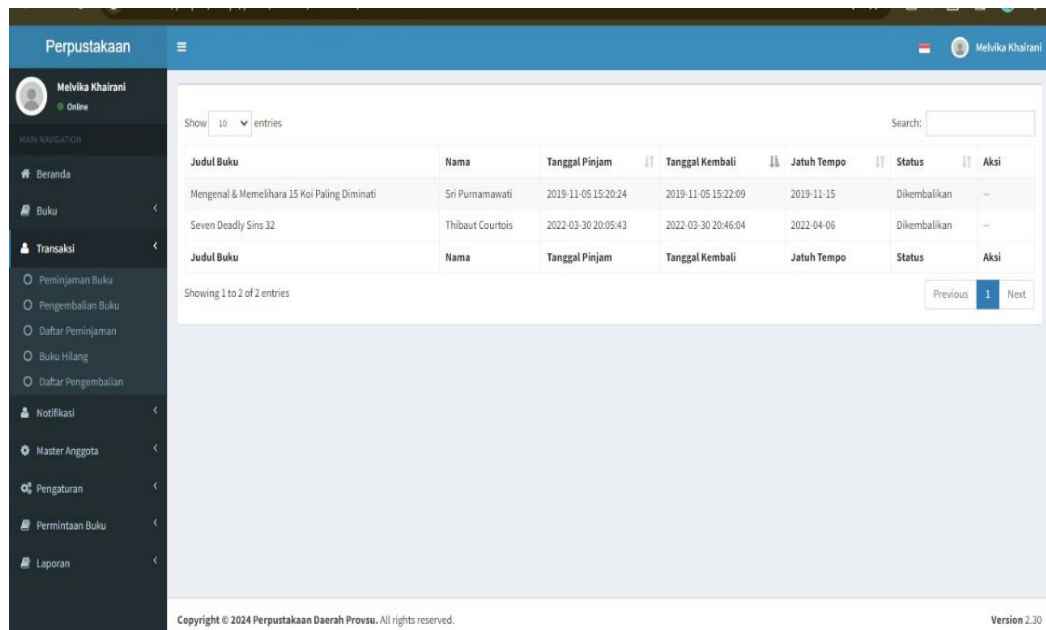 Perpustakaan
Melvika Khairani
Melvika Khairani
Online
MAIN NAVIGATION
Beranda
Buku
Transaksi
Peminjaman Buku
Pengembalian Buku
Daftar Peminjaman
Buku Hilang
Daftar Pengembalian
Notifikasi
Master Anggota
Pengaturan
Permintaan Buku
Laporan
Show 10 entries Search:
Judul Buku Nama Tanggal Pinjam Tanggal Kembali Jatuh Tempo Status Aksi
Mengenal & Memelihara 15 Koi Paling Diminati Sri Purnamawati 2019-11-05 15:20:24 2019-11-05 15:22:09 2019-11-15 Dikembalikan --
Seven Deadly Sins 32 Thibaut Courtois 2022-03-30 20:05:43 2022-03-30 20:46:04 2022-04-06 Dikembalikan --
Judul Buku Nama Tanggal Pinjam Tanggal Kembali Jatuh Tempo Status Aksi
Showing 1 to 2 of 2 entries Previous 1 Next
Copyright © 2024 Perpustakaan Daerah Provsu. All rights reserved. Version 2.30